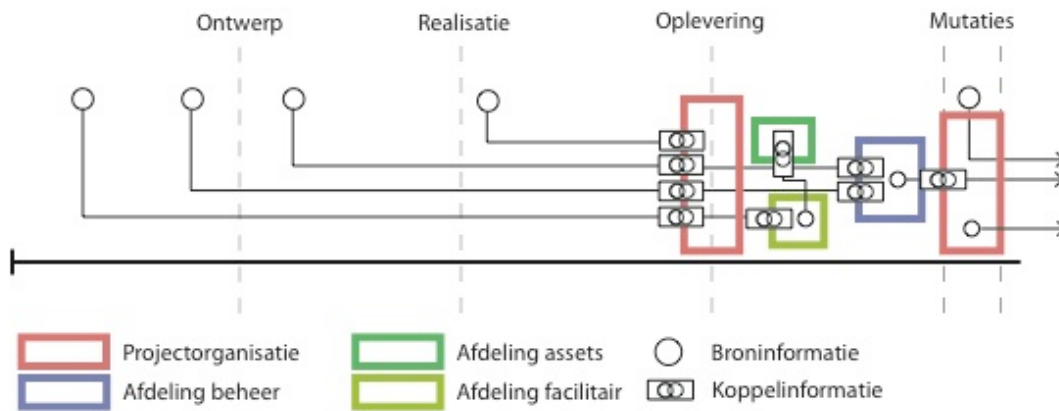 Ontwerp Realisatie Oplevering Mutaties
Projectorganisatie Afdeling assets Broninformatie
Afdeling beheer Afdeling facilitair Koppelinformatie